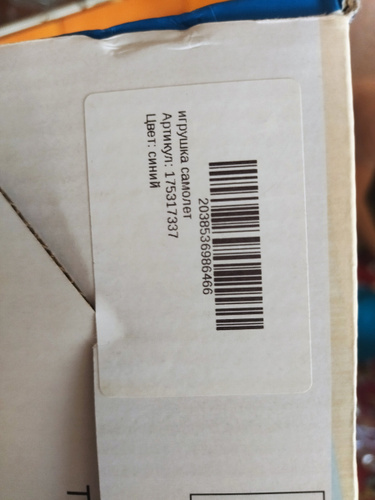 игрушка самолет
Артикул: 175317337
Цвет: синий
2038536986466